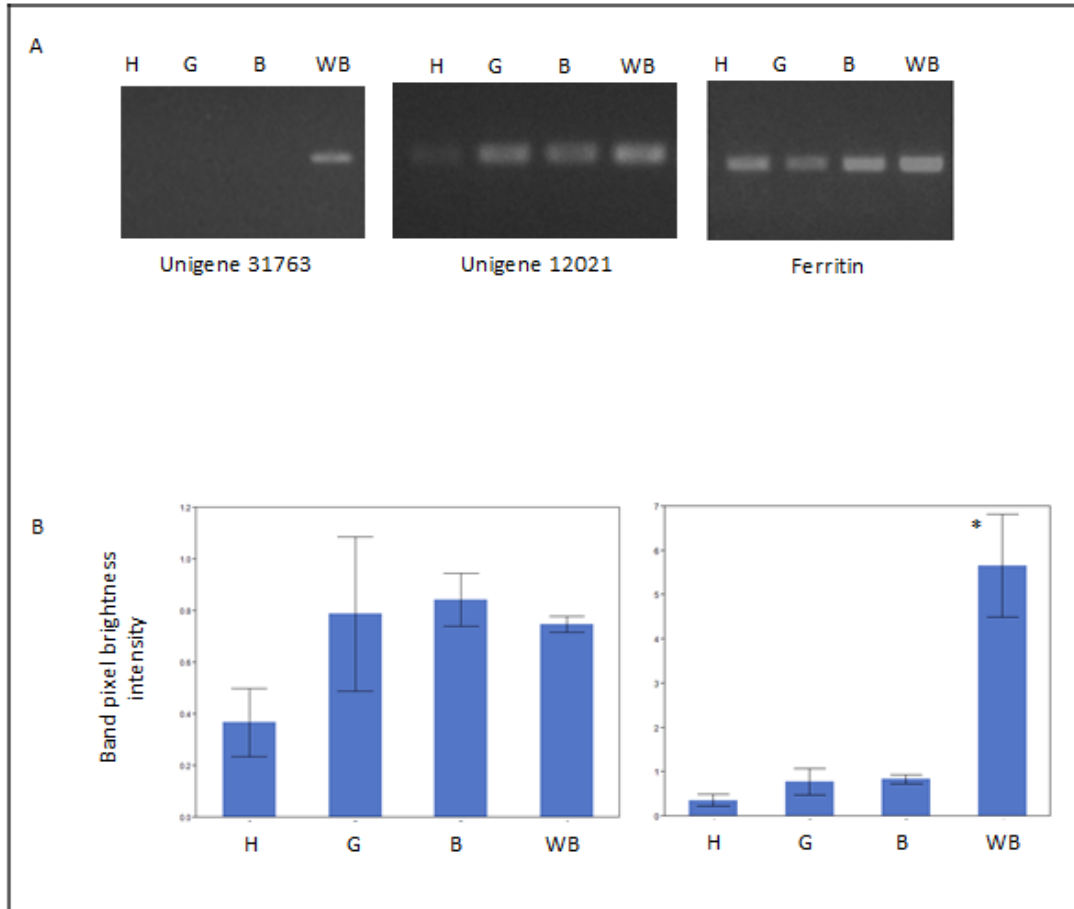 A
H G B WB H G B WB H G B WB
Unigene 31763 Unigene 12021 Ferritin
B
Band pixel brightness
intensity
1.2
1.0
0.8
0.6
0.4
0.2
0.0
H G B WB
7
6
5
4
3
2
1
0
*
H G B WB